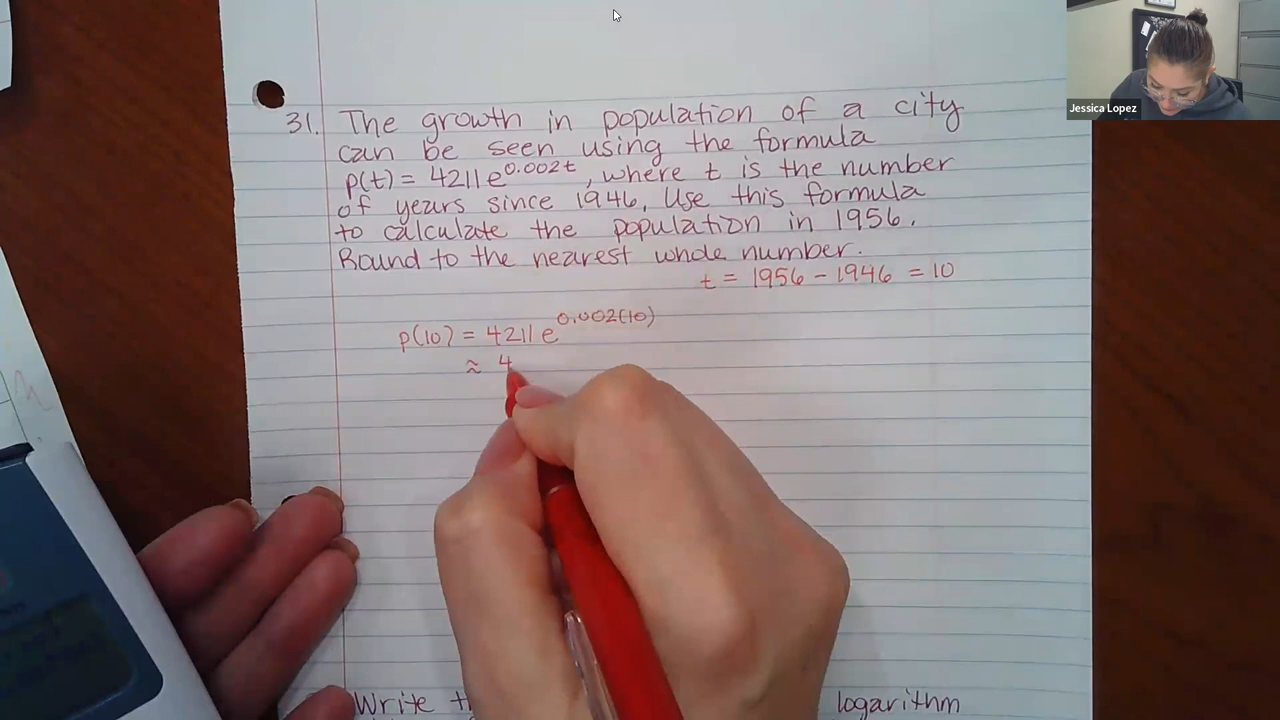 31. The growth in population of a city
can be seen using the formula
p(t) = 4211e^0.002t, where t is the number
of years since 1946. Use this formula
to calculate the population in 1956.
Round to the nearest whole number.
t = 1956 - 1946 = 10
p(10) = 4211e^0.002(10)
≈ 4
Write logarithm
Jessica Lopez